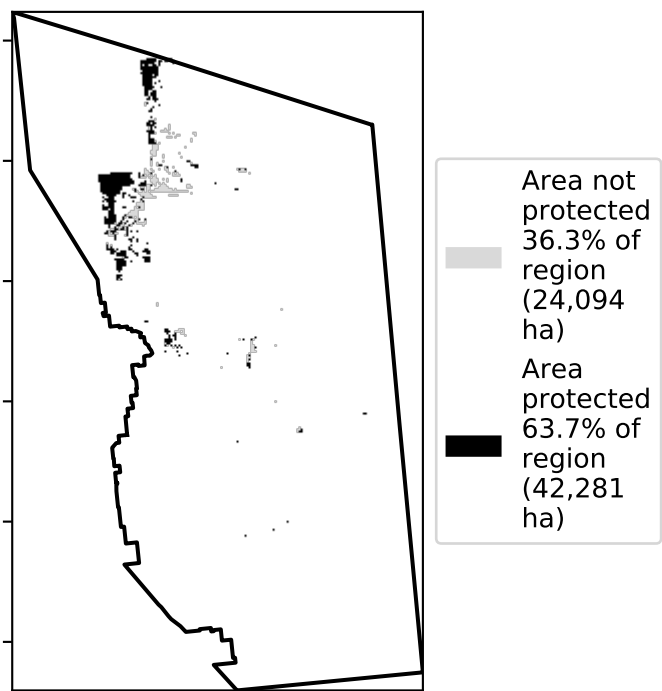 Area not
protected
36.3% of
region
(24,094
ha)
Area
protected
63.7% of
region
(42,281
ha)